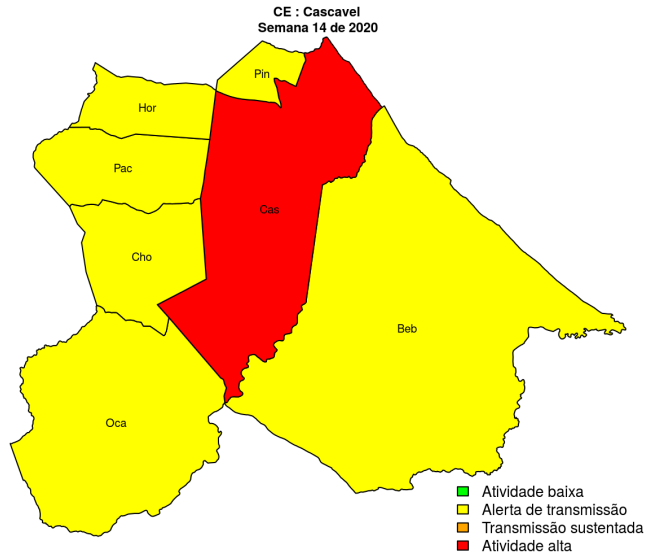 CE : Cascavel
Semana 14 de 2020
Pin
Hor
Pac
Cas
Cho
Beb
Oca
Atividade baixa
Alerta de transmissão
Transmissão sustentada
Atividade alta